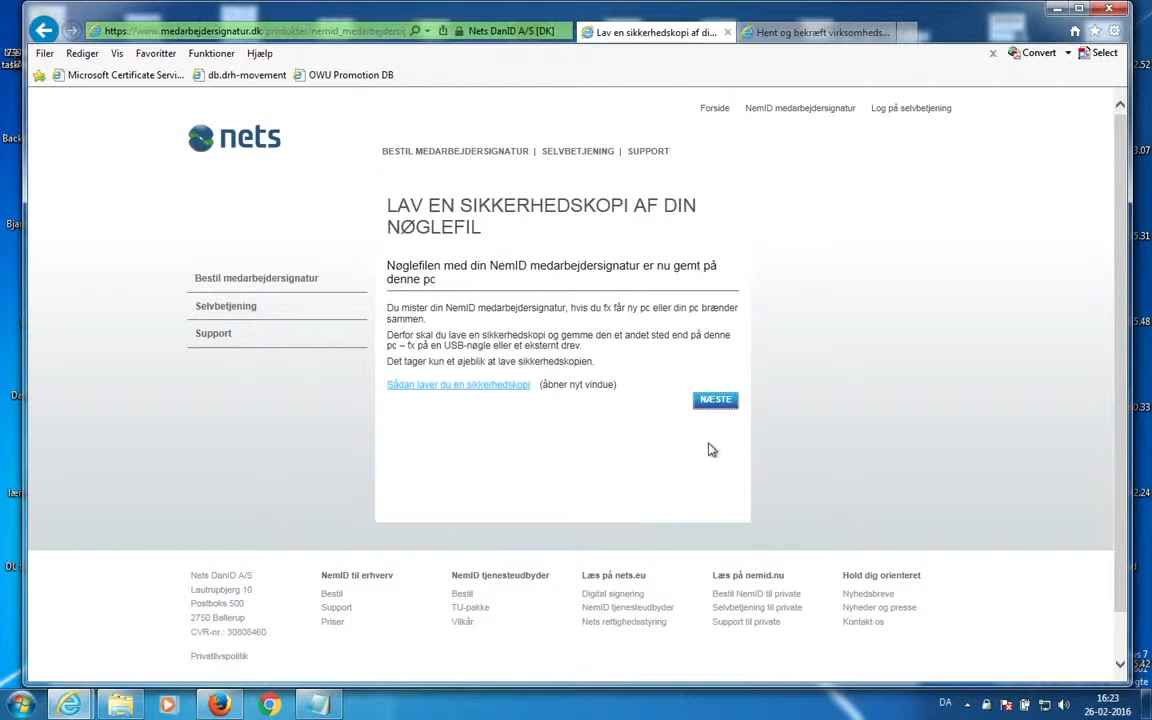 https://www.medarbejdersignatur.dk/produkter/nemid_medarbejdersig
Nets DanID A/S [DK]
Lav en sikkerhedskopi af di...
Hent og bekræft virksomheds...
Filer Rediger Vis Favoritter Funktioner Hjælp
Convert Select
Microsoft Certificate Servi... db.drh-movement OWU Promotion DB
Forside NemID medarbejdersignatur Log på selvbetjening
nets
BESTIL MEDARBEJDERSIGNATUR | SELVBETJENING | SUPPORT
LAV EN SIKKERHEDSKOPI AF DIN
NØGLEFIL
Nøglefilen med din NemID medarbejdersignatur er nu gemt på
denne pc
Bestil medarbejdersignatur
Selvbetjening
Support
Du mister din NemID medarbejdersignatur, hvis du fx får ny pc eller din pc brænder
sammen.
Derfor skal du lave en sikkerhedskopi og gemme den et andet sted end på denne
pc – fx på en USB-nøgle eller et eksternt drev.
Det tager kun et øjeblik at lave sikkerhedskopien.
Sådan laver du en sikkerhedskopi (åbner nyt vindue)
NÆSTE
Nets DanID A/S
Lautrupbjerg 10
Postboks 500
2750 Ballerup
CVR-nr.: 30808460
Privatlivspolitik
NemID til erhverv
Bestil
Support
Priser
NemID tjenesteudbyder
Bestil
TU-pakke
Vilkår
Læs på nets.eu
Digital signering
NemID tjenesteudbyder
Nets rettighedsstyring
Læs på nemid.nu
Bestil NemID til private
Selvbetjening til private
Support til private
Hold dig orienteret
Nyhedsbreve
Nyheder og presse
Kontakt os
DA
16:23
26-02-2016